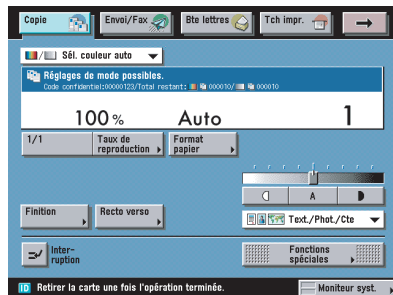 Copie Envoi/Fax Bte lettres Tch impr.
Sél. couleur auto
Réglages de mode possibles.
Code confidentiel:00000123/Total restant: 000010/ 000010
100 % Auto 1
1/1 Taux de reproduction Format papier
A
Finition Recto verso
Text./Phot./Cte
Inter-
ruption
Fonctions
spéciales
ID Retirer la carte une fois l'opération terminée. Moniteur syst.